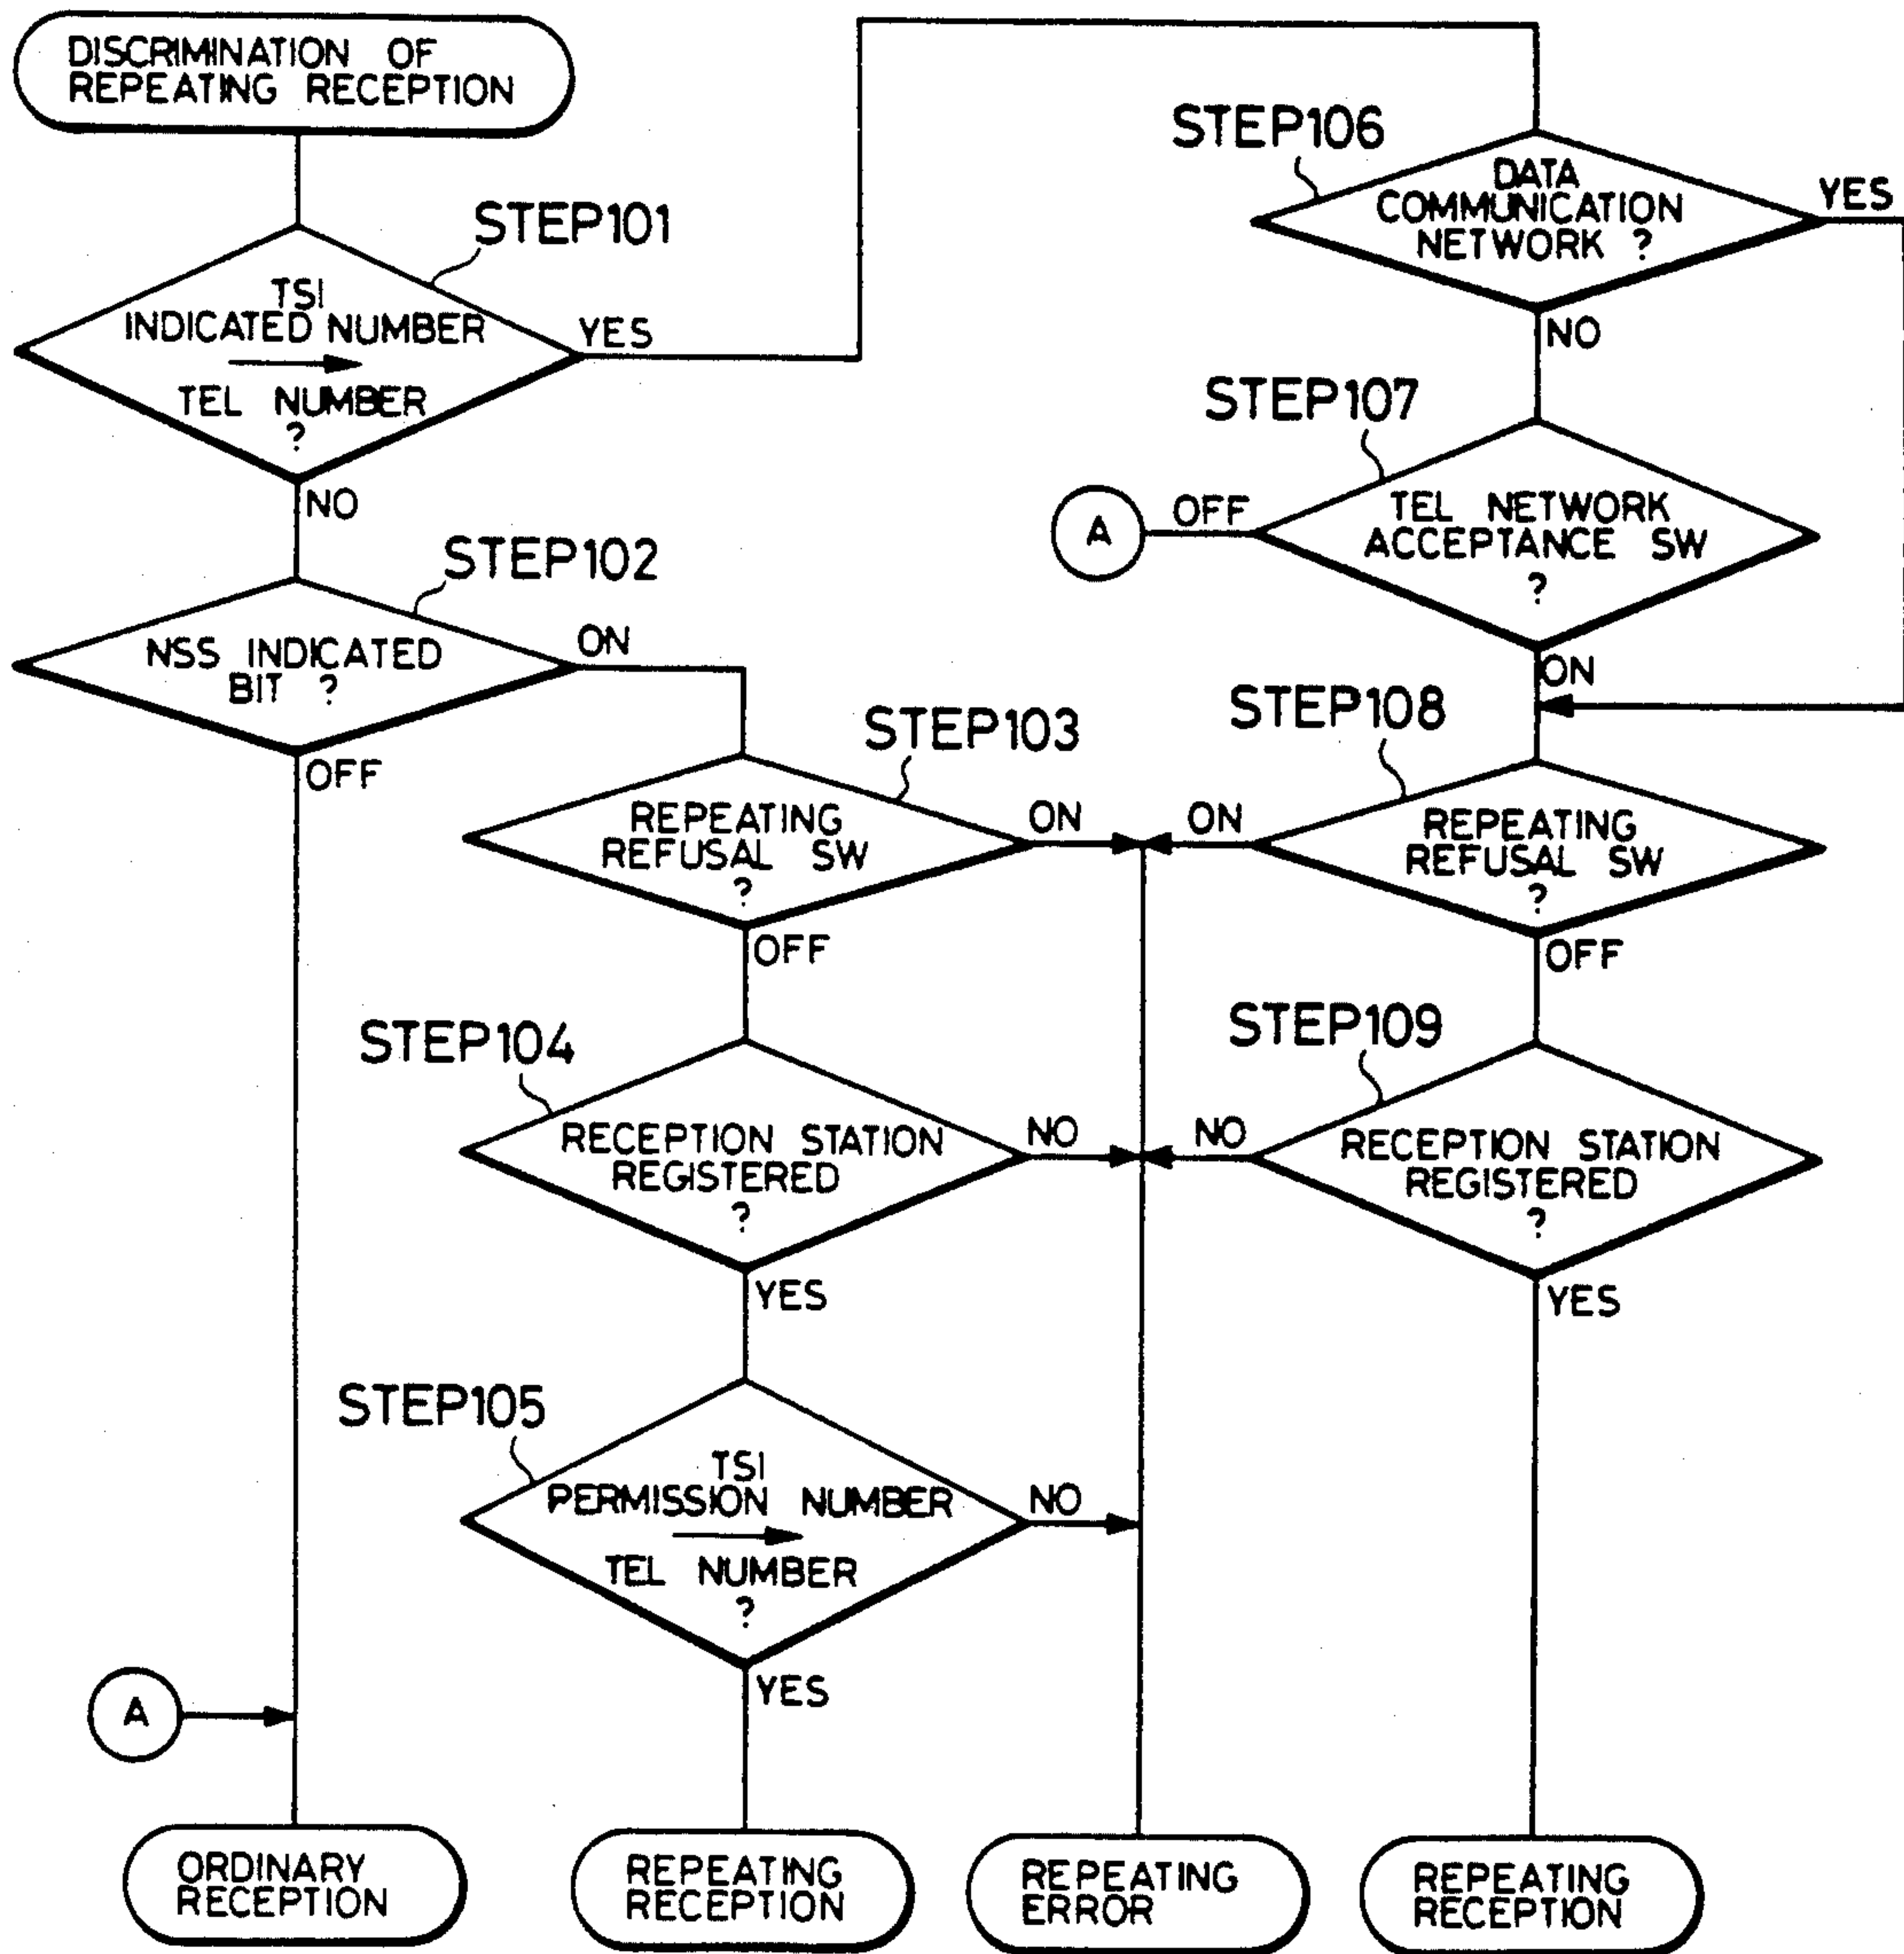 DISCRIMINATION OF
REPEATING RECEPTION
STEP101
TSI
INDICATED NUMBER
TEL NUMBER
?
YES
NO
STEP102
NSS INDICATED
BIT ?
ON
OFF
STEP103
REPEATING
REFUSAL SW
?
ON
OFF
STEP104
RECEPTION STATION
REGISTERED
?
NO
YES
STEP105
TSI
PERMISSION NUMBER
TEL NUMBER
?
NO
YES
STEP106
DATA
COMMUNICATION
NETWORK ?
YES
NO
STEP107
TEL NETWORK
ACCEPTANCE SW
?
OFF
A
ON
STEP108
REPEATING
REFUSAL SW
?
ON
OFF
STEP109
RECEPTION STATION
REGISTERED
?
NO
YES
A
ORDINARY
RECEPTION
REPEATING
RECEPTION
REPEATING
ERROR
REPEATING
RECEPTION